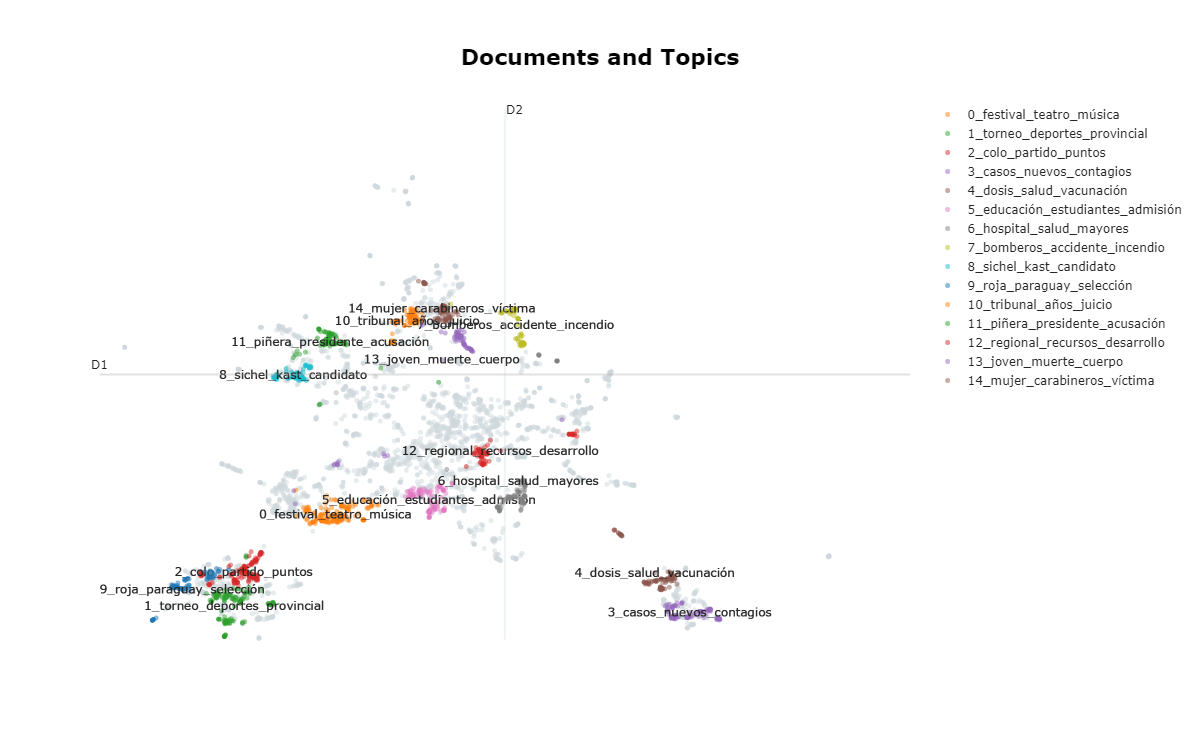 Documents and Topics
D2
D1
0_festival_teatro_música
1_torneo_deportes_provincial
2_colo_partido_puntos
3_casos_nuevos_contagios
4_dosis_salud_vacunación
5_educación_estudiantes_admisión
6_hospital_salud_mayores
7_bomberos_accidente_incendio
8_sichel_kast_candidato
9_roja_paraguay_selección
10_tribunal_años_juicio
11_piñera_presidente_acusación
12_regional_recursos_desarrollo
13_joven_muerte_cuerpo
14_mujer_carabineros_víctima
14_mujer_carabineros_víctima
10_tribunal_años_juicio
7_bomberos_accidente_incendio
11_piñera_presidente_acusación
13_joven_muerte_cuerpo
8_sichel_kast_candidato
12_regional_recursos_desarrollo
6_hospital_salud_mayores
5_educación_estudiantes_admisión
0_festival_teatro_música
2_colo_partido_puntos
4_dosis_salud_vacunación
9_roja_paraguay_selección
1_torneo_deportes_provincial
3_casos_nuevos_contagios